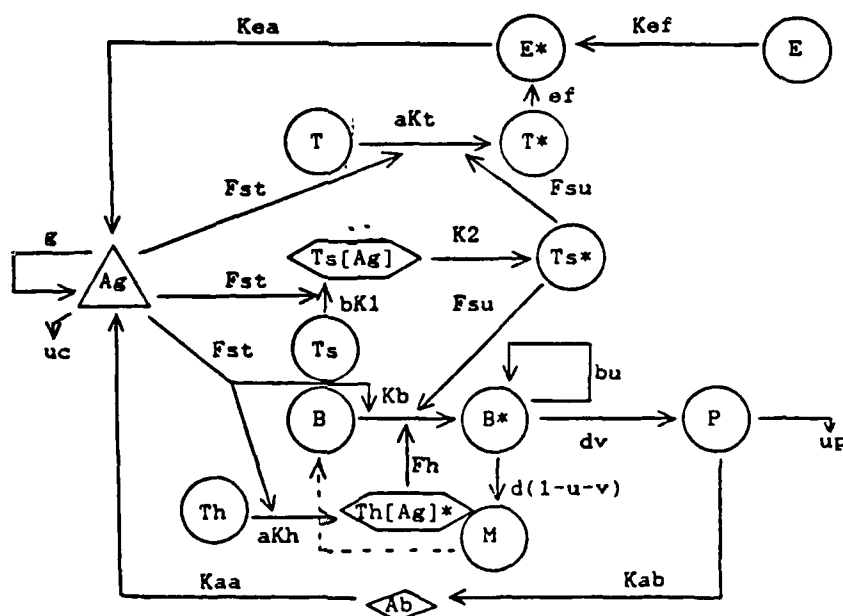 Kea
E*
Kef
E
ef
aKt
T
T*
Fst
Fsu
g
Ag
Ts[Ag]
K2
Ts*
Fst
bK1
Fsu
uc
Fst
Ts
bu
Kb
B
B*
dv
P
up
Fh
d(1-u-v)
Th
aKh
Th[Ag]*
M
Kaa
Ab
Kab